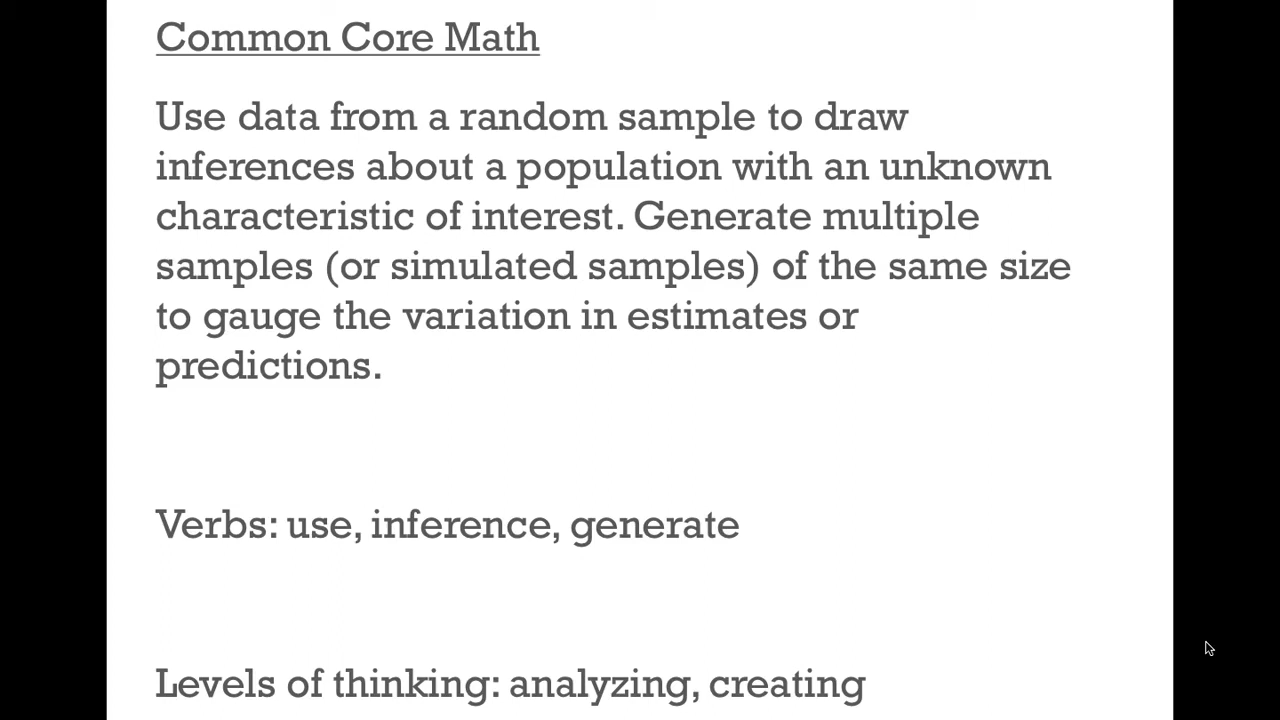 Common Core Math
Use data from a random sample to draw
inferences about a population with an unknown
characteristic of interest. Generate multiple
samples (or simulated samples) of the same size
to gauge the variation in estimates or
predictions.
Verbs: use, inference, generate
Levels of thinking: analyzing, creating